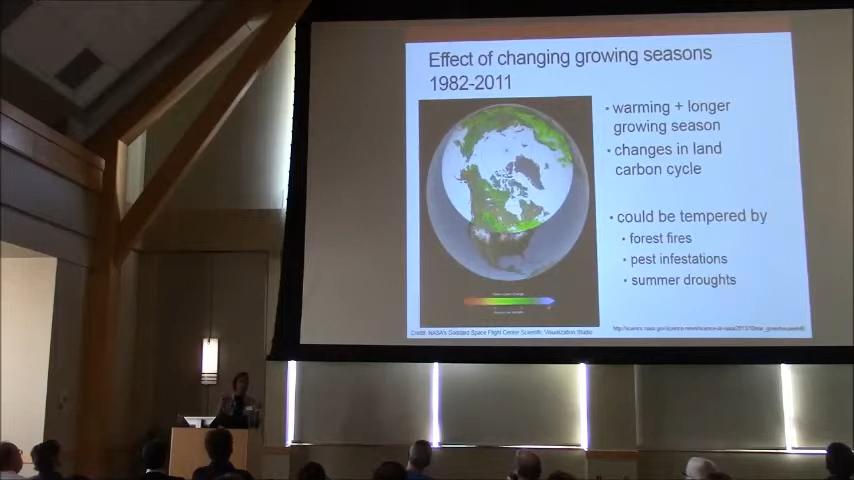 Effect of changing growing seasons
1982-2011
• warming + longer
growing season
• changes in land
carbon cycle
• could be tempered by
• forest fires
• pest infestations
• summer droughts
Credit: NASA's Goddard Space Flight Center Scientific Visualization Studio